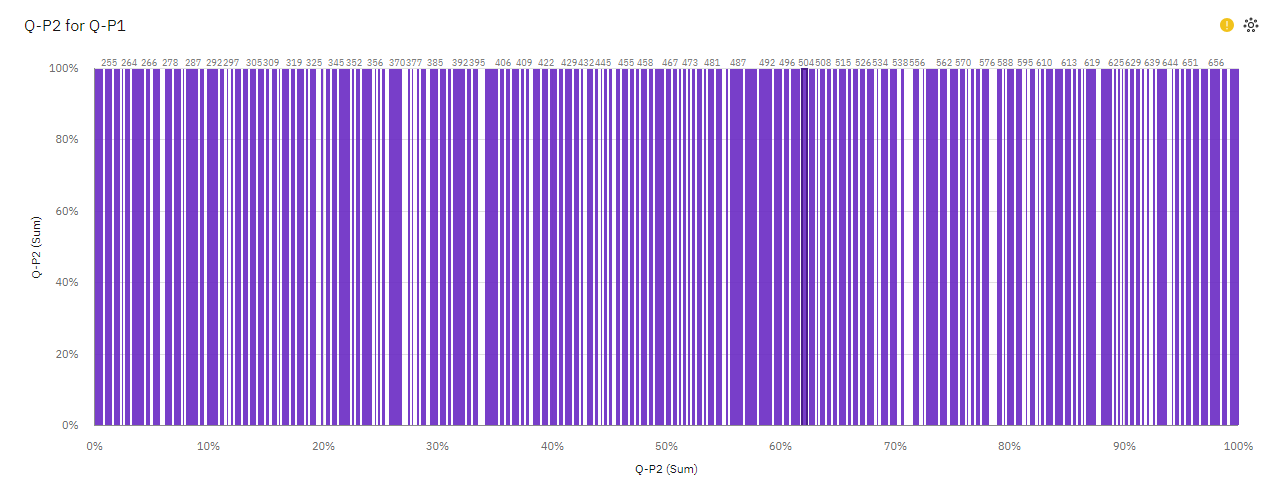 Q-P2 for Q-P1
255 264 266 278 287 292 297 305 309 319 325 345 352 356 370 377 385 392 395 406 409 422 429 432 445 455 458 467 473 481 487 492 496 504 508 515 526 534 538 556 562 570 576 588 595 610 613 619 625 629 639 644 651 656
100%
80%
60%
40%
20%
0%
Q-P2 (Sum)
0% 10% 20% 30% 40% 50% 60% 70% 80% 90% 100%
Q-P2 (Sum)